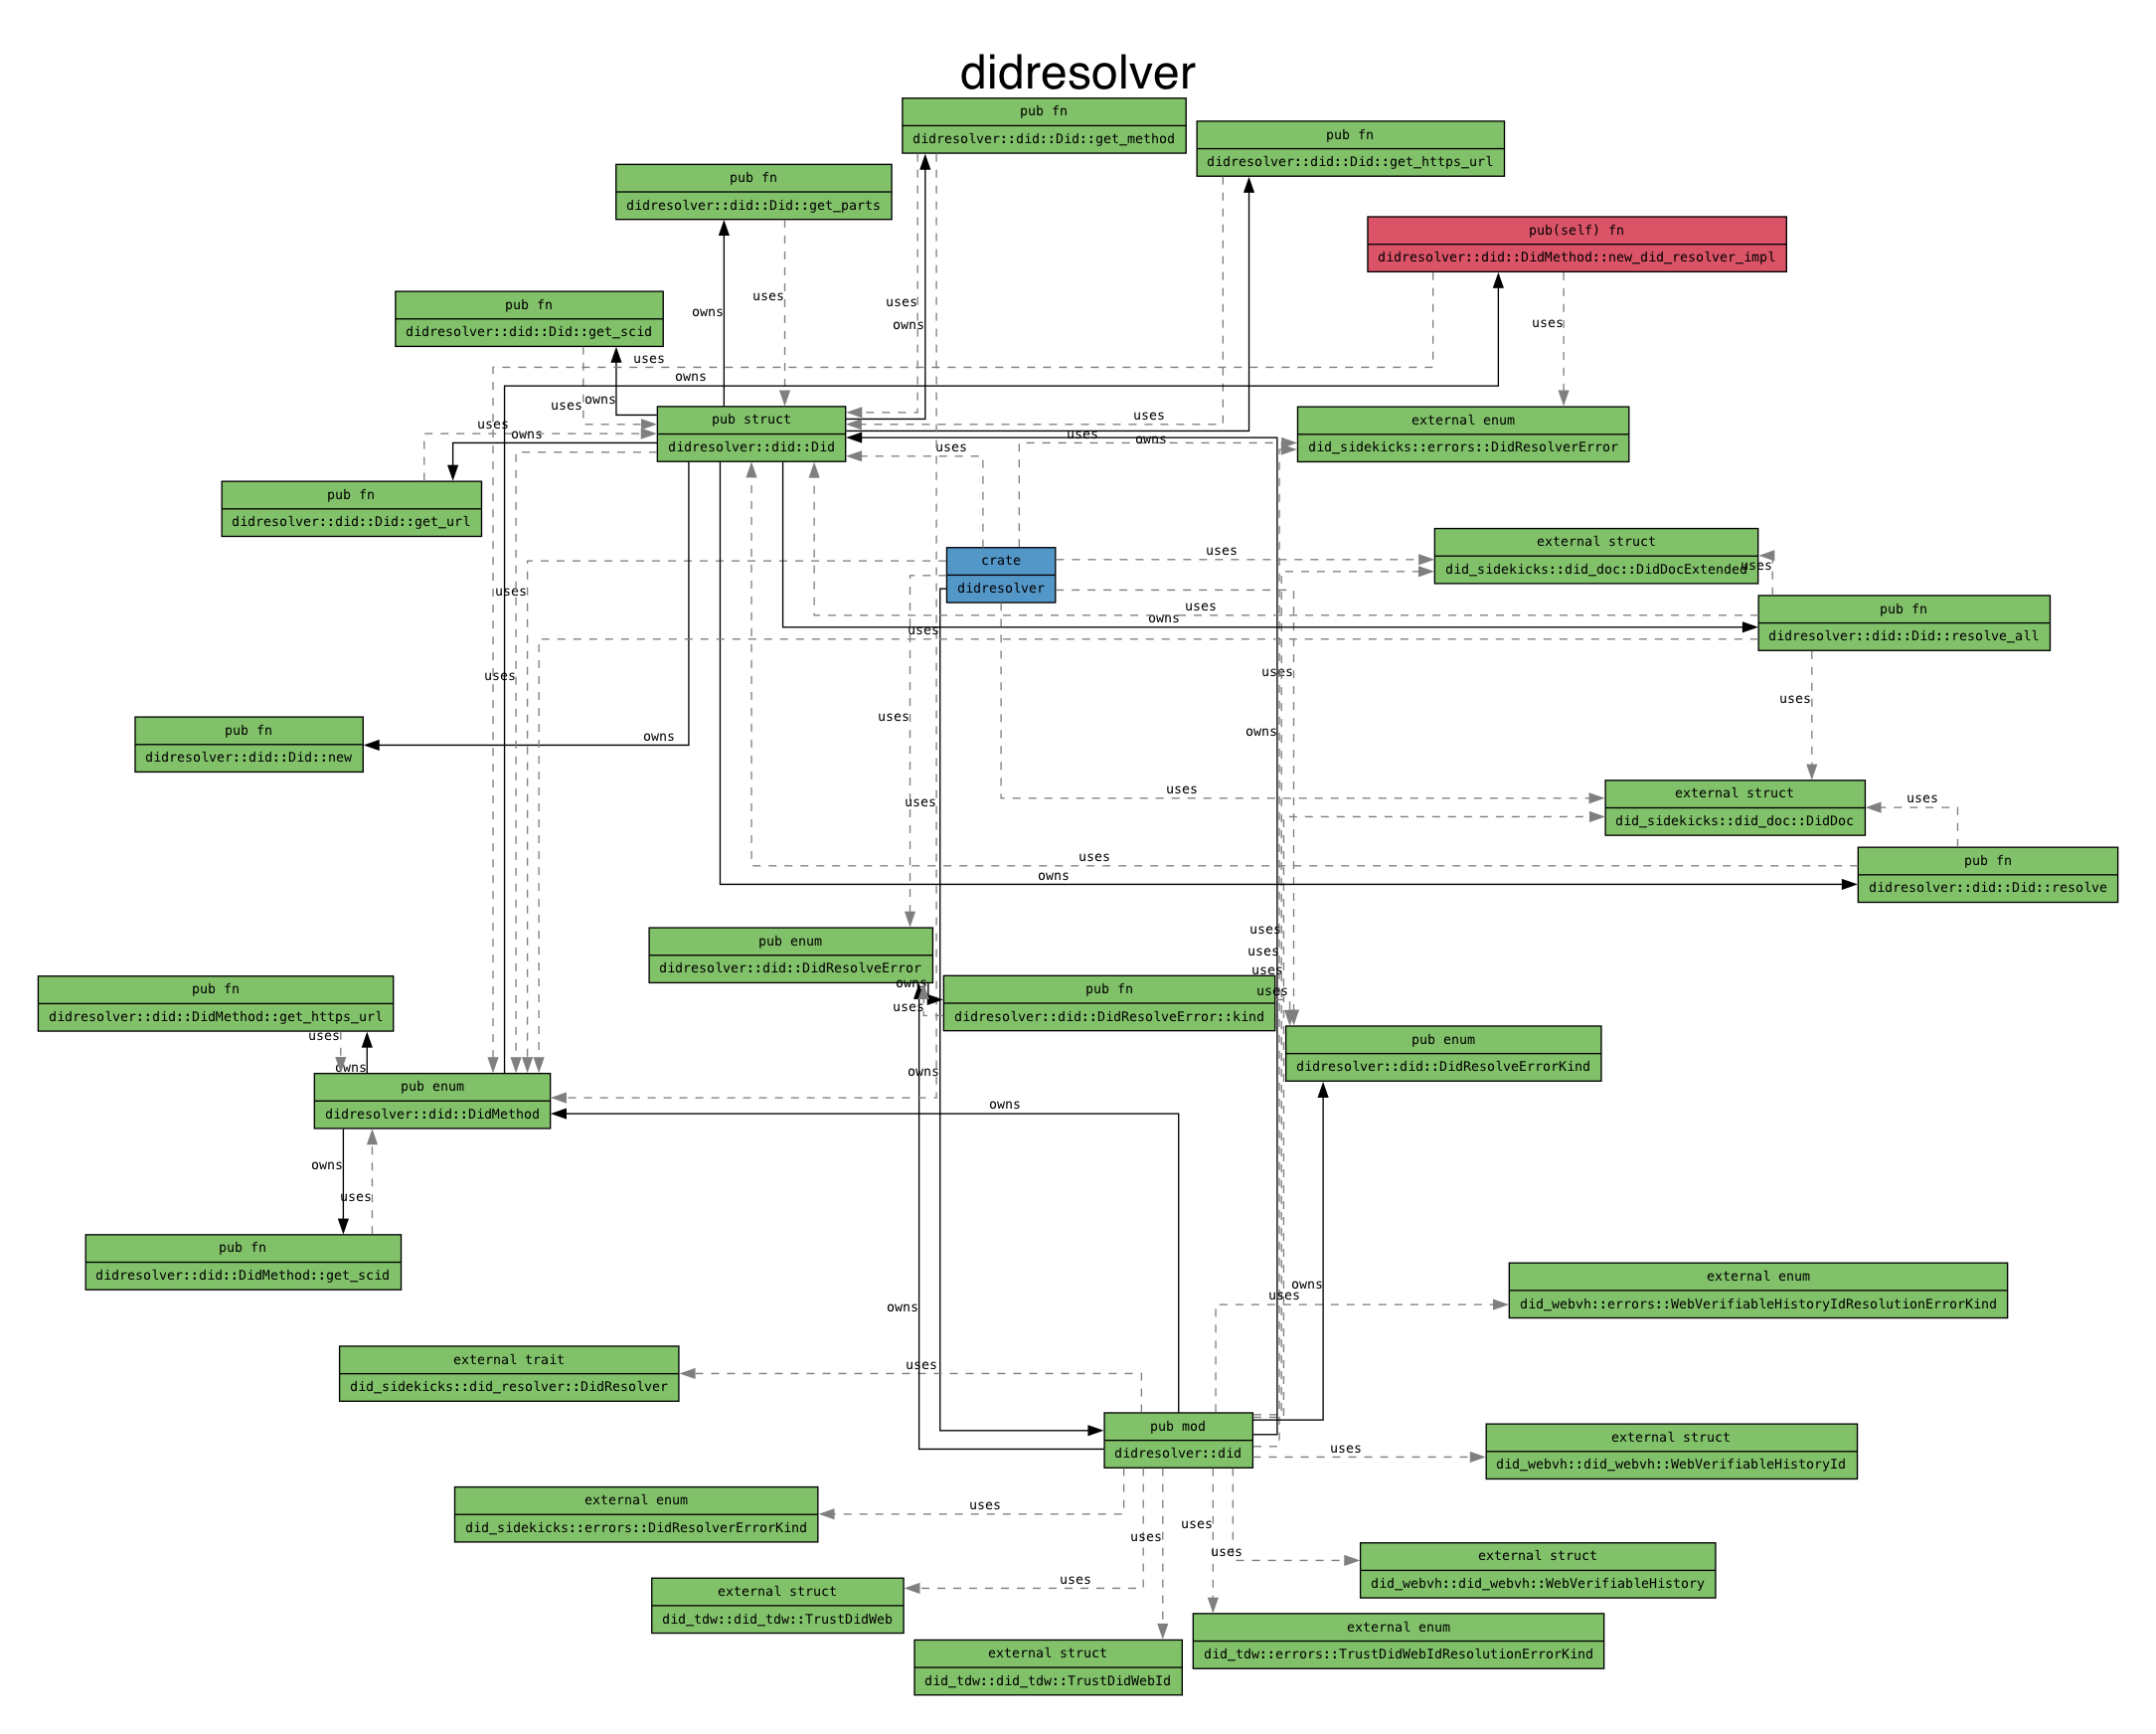 didresolver
pub fn
didresolver::did::Did::get_method
pub fn
didresolver::did::Did::get_https_url
pub fn
didresolver::did::Did::get_parts
pub(self) fn
didresolver::did::DidMethod::new_did_resolver_impl
pub fn
didresolver::did::Did::get_scid
uses
uses
owns
owns
uses
uses
owns
owns
uses
pub struct
didresolver::did::Did
uses
owns
uses
uses
owns
uses
external enum
did_sidekicks::errors::DidResolverError
pub fn
didresolver::did::Did::get_url
crate
didresolver
uses
external struct
did_sidekicks::did_doc::DidDocExtended
uses
uses
uses
owns
uses
pub fn
didresolver::did::Did::resolve_all
uses
uses
uses
uses
owns
owns
pub fn
didresolver::did::Did::new
uses
uses
uses
external struct
did_sidekicks::did_doc::DidDoc
uses
uses
owns
pub fn
didresolver::did::Did::resolve
pub enum
didresolver::did::DidResolveError
uses
uses
uses
uses
owns
uses
pub fn
didresolver::did::DidResolveError::kind
pub fn
didresolver::did::DidMethod::get_https_url
uses
owns
owns
pub enum
didresolver::did::DidResolveErrorKind
pub enum
didresolver::did::DidMethod
owns
owns
uses
pub fn
didresolver::did::DidMethod::get_scid
owns
owns
uses
external enum
did_webvh::errors::WebVerifiableHistoryIdResolutionErrorKind
external trait
did_sidekicks::did_resolver::DidResolver
uses
pub mod
didresolver::did
uses
external struct
did_webvh::did_webvh::WebVerifiableHistoryId
external enum
did_sidekicks::errors::DidResolverErrorKind
uses
uses
uses
uses
external struct
did_webvh::did_webvh::WebVerifiableHistory
external struct
did_tdw::did_tdw::TrustDidWeb
uses
external enum
did_tdw::errors::TrustDidWebIdResolutionErrorKind
external struct
did_tdw::did_tdw::TrustDidWebId